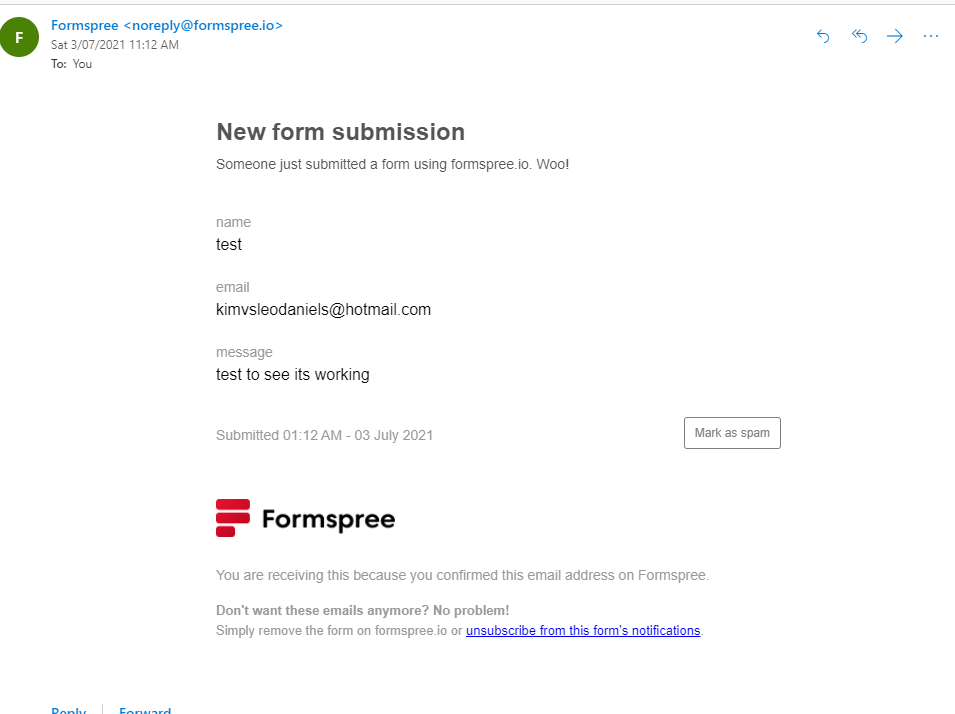 F
Formspree <noreply@formspree.io>
Sat 3/07/2021 11:12 AM
To: You
New form submission
Someone just submitted a form using formspree.io. Woo!
name
test
email
kimvsleodaniels@hotmail.com
message
test to see its working
Submitted 01:12 AM - 03 July 2021
Mark as spam
Formspree
You are receiving this because you confirmed this email address on Formspree.
Don't want these emails anymore? No problem!
Simply remove the form on formspree.io or unsubscribe from this form's notifications.
Reply | Forward